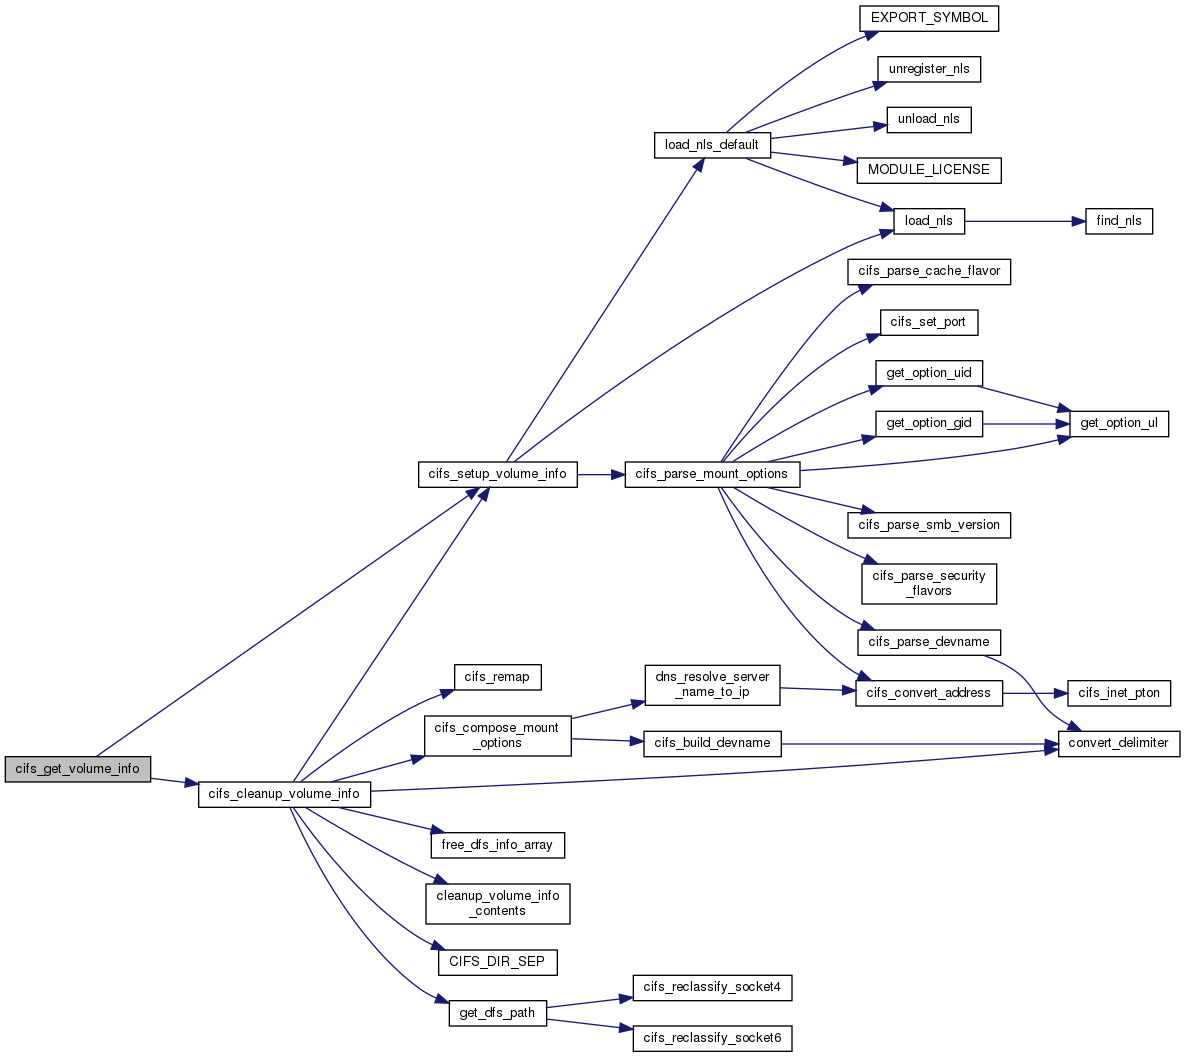 EXPORT_SYMBOL
unregister_nls
unload_nls
load_nls_default
MODULE_LICENSE
load_nls
find_nls
cifs_parse_cache_flavor
cifs_set_port
get_option_uid
get_option_gid
get_option_ul
cifs_setup_volume_info
cifs_parse_mount_options
cifs_parse_smb_version
cifs_parse_security
_flavors
cifs_parse_devname
cifs_remap
dns_resolve_server
_name_to_ip
cifs_convert_address
cifs_inet_pton
cifs_compose_mount
_options
cifs_build_devname
convert_delimiter
cifs_get_volume_info
cifs_cleanup_volume_info
free_dfs_info_array
cleanup_volume_info
_contents
CIFS_DIR_SEP
cifs_reclassify_socket4
get_dfs_path
cifs_reclassify_socket6